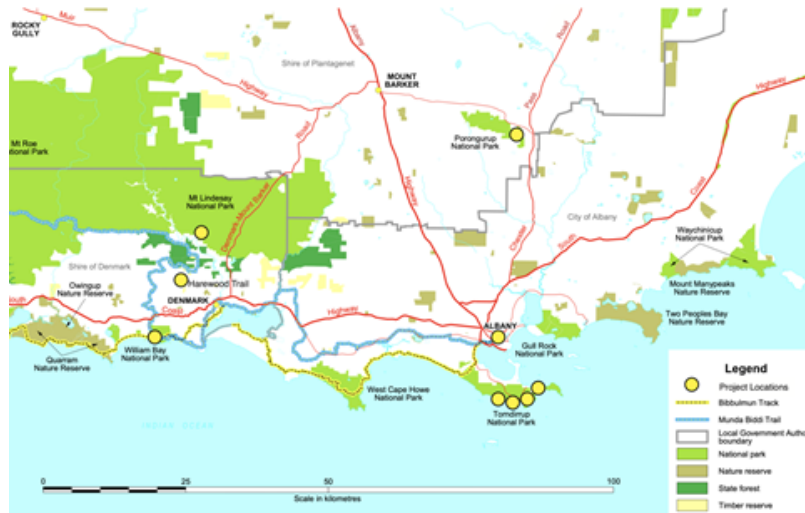 ROCKY
GULLY
Muir
Highway
Albany
Highway
Shire of Plantagenet
MOUNT
BARKER
Road
Pass
Chester
Highway
Coast
South
Mt Roe
National Park
Porongurup
National Park
Denmark-Mount Barker
Road
Mt Lindesay
National Park
City of Albany
Waychinicup
National Park
Shire of Denmark
Harewood Trail
Mount Manypeaks
Nature Reserve
Owingup
Nature Reserve
DENMARK
South
Coast
Highway
Two Peoples Bay
Nature Reserve
ALBANY
Quarram
Nature Reserve
William Bay
National Park
Gull Rock
National Park
West Cape Howe
National Park
Torndirrup
National Park
INDIAN OCEAN
Legend
Project Locations
Bibbulmun Track
Munda Biddi Trail
Local Government Autho
boundary
National park
Nature reserve
State forest
Timber reserve
0 25 50 100
Scale in kilometres